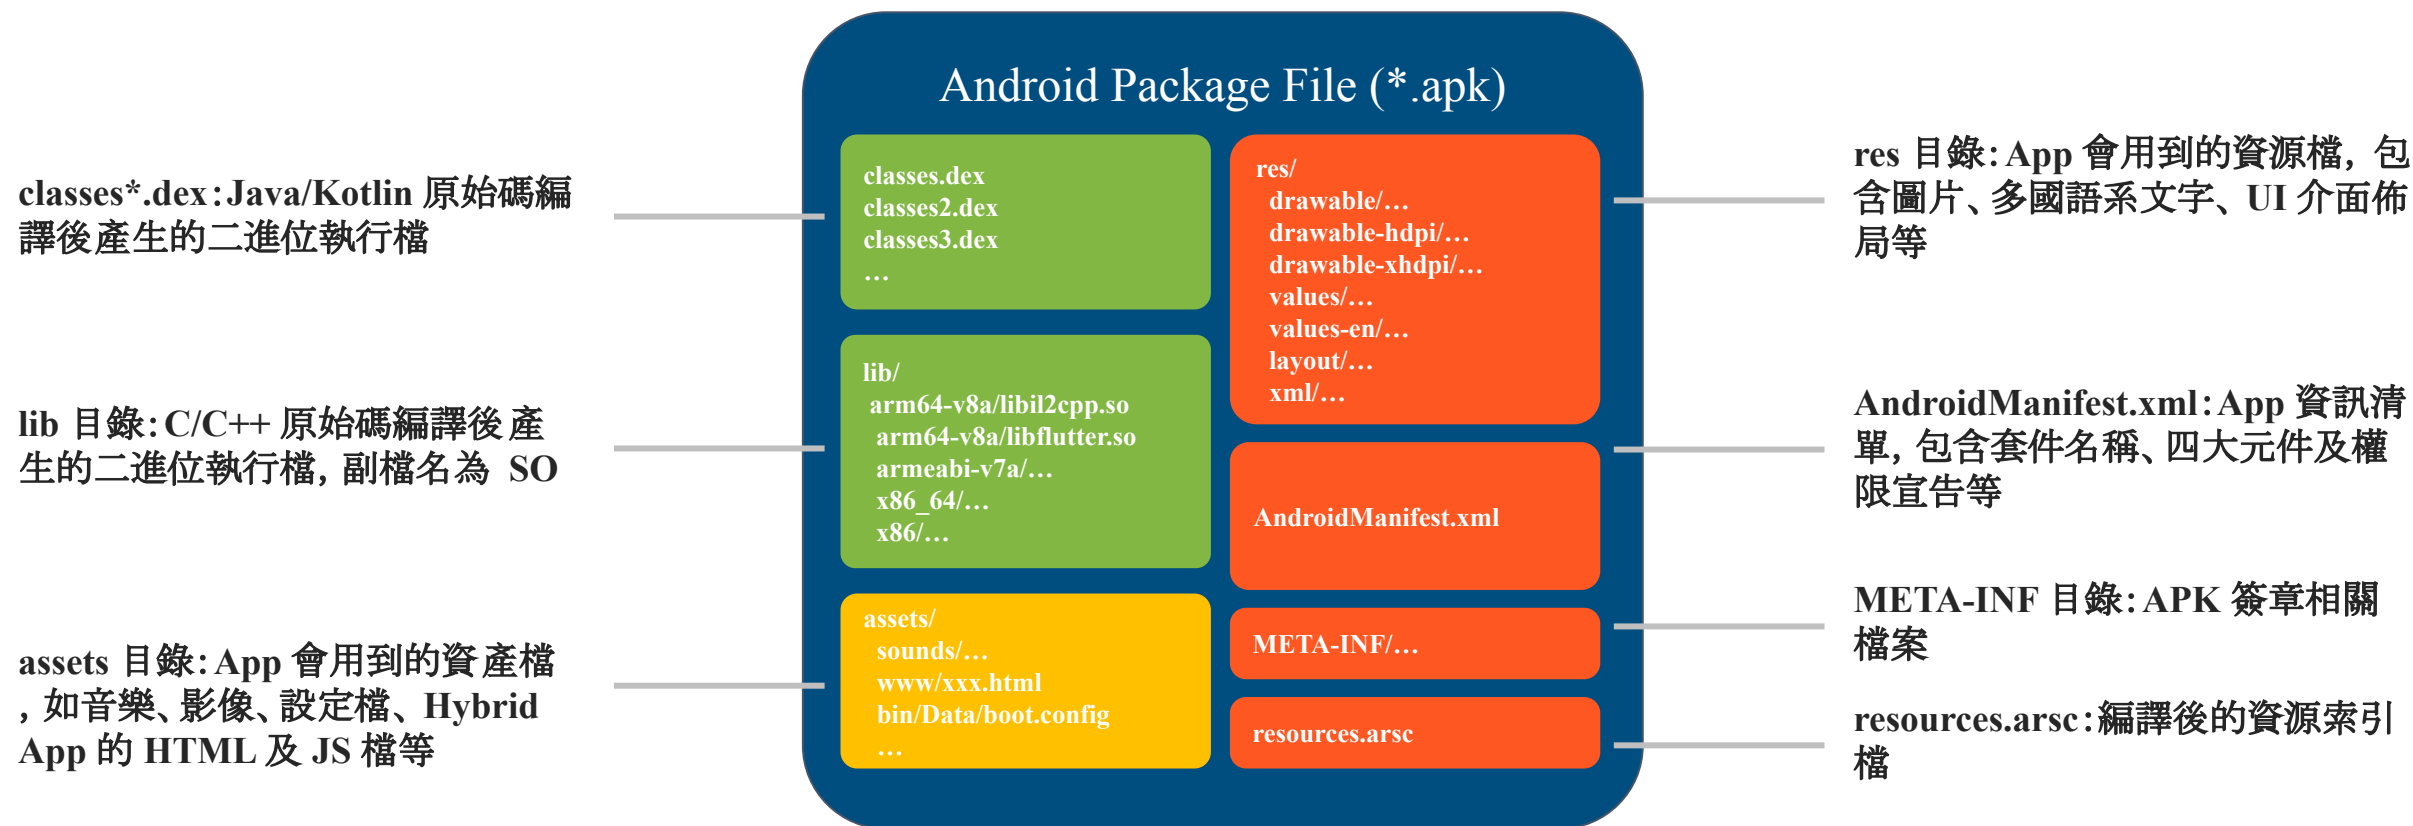 Android Package File (*.apk)
classes*.dex：Java/Kotlin 原始碼編
譯後產生的二進位執行檔
lib 目錄：C/C++ 原始碼編譯後產
生的二進位執行檔，副檔名為 SO
assets 目錄：App 會用到的資產檔
，如音樂、影像、設定檔、Hybrid
App 的 HTML 及 JS 檔等
classes.dex
classes2.dex
classes3.dex
…
lib/
arm64-v8a/libil2cpp.so
arm64-v8a/libflutter.so
armeabi-v7a/…
x86_64/…
x86/…
assets/
sounds/…
www/xxx.html
bin/Data/boot.config
…
res/
drawable/…
drawable-hdpi/…
drawable-xhdpi/…
values/…
values-en/…
layout/…
xml/…
AndroidManifest.xml
META-INF/…
resources.arsc
res 目錄：App 會用到的資源檔，包
含圖片、多國語系文字、UI 介面佈
局等
AndroidManifest.xml：App 資訊清
單，包含套件名稱、四大元件及權
限宣告等
META-INF 目錄：APK 簽章相關
檔案
resources.arsc：編譯後的資源索引
檔